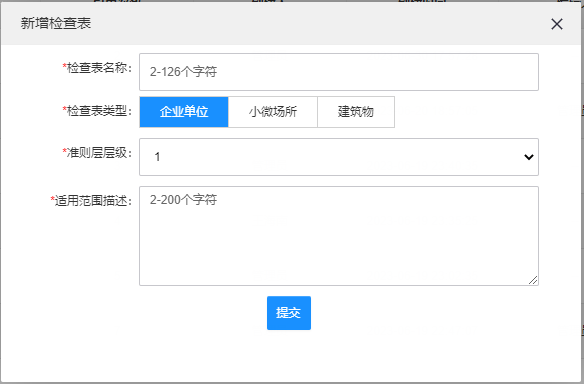 新增检查表
*检查表名称:
2-126个字符
*检查表类型:
企业单位 小微场所 建筑物
*准则层层级:
1
*适用范围描述:
2-200个字符
提交